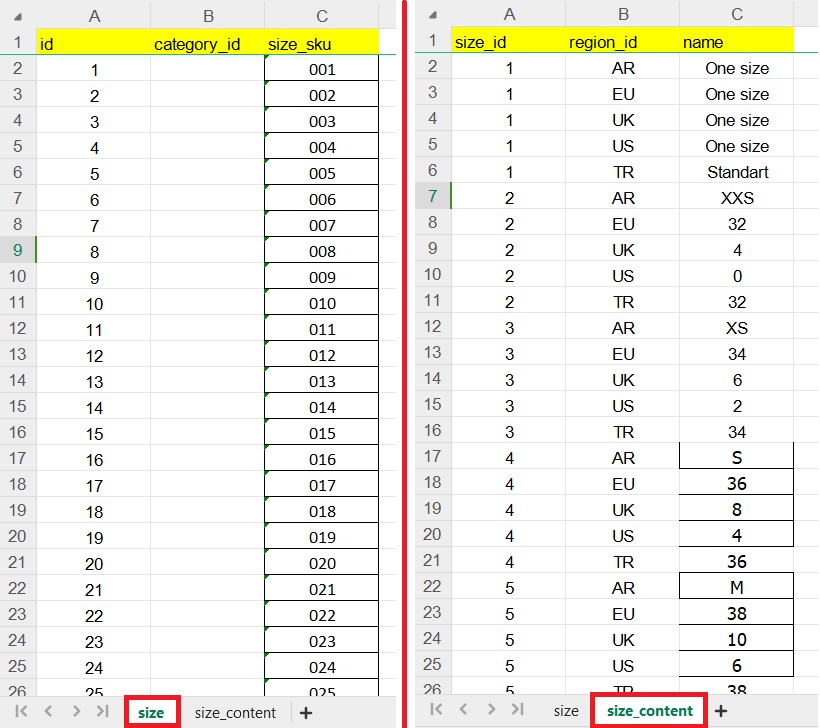 A B C
1 id category_id size_sku
2 1 001
3 2 002
4 3 003
5 4 004
6 5 005
7 6 006
8 7 007
9 8 008
10 9 009
11 10 010
12 11 011
13 12 012
14 13 013
15 14 014
16 15 015
17 16 016
18 17 017
19 18 018
20 19 019
21 20 020
22 21 021
23 22 022
24 23 023
25 24 024
26 25 025
size size_content +
A B C
1 size_id region_id name
2 1 AR One size
3 1 EU One size
4 1 UK One size
5 1 US One size
6 1 TR Standart
7 2 AR XXS
8 2 EU 32
9 2 UK 4
10 2 US 0
11 2 TR 32
12 3 AR XS
13 3 EU 34
14 3 UK 6
15 3 US 2
16 3 TR 34
17 4 AR S
18 4 EU 36
19 4 UK 8
20 4 US 4
21 4 TR 36
22 5 AR M
23 5 EU 38
24 5 UK 10
25 5 US 6
26 5 TR 38
size size_content +